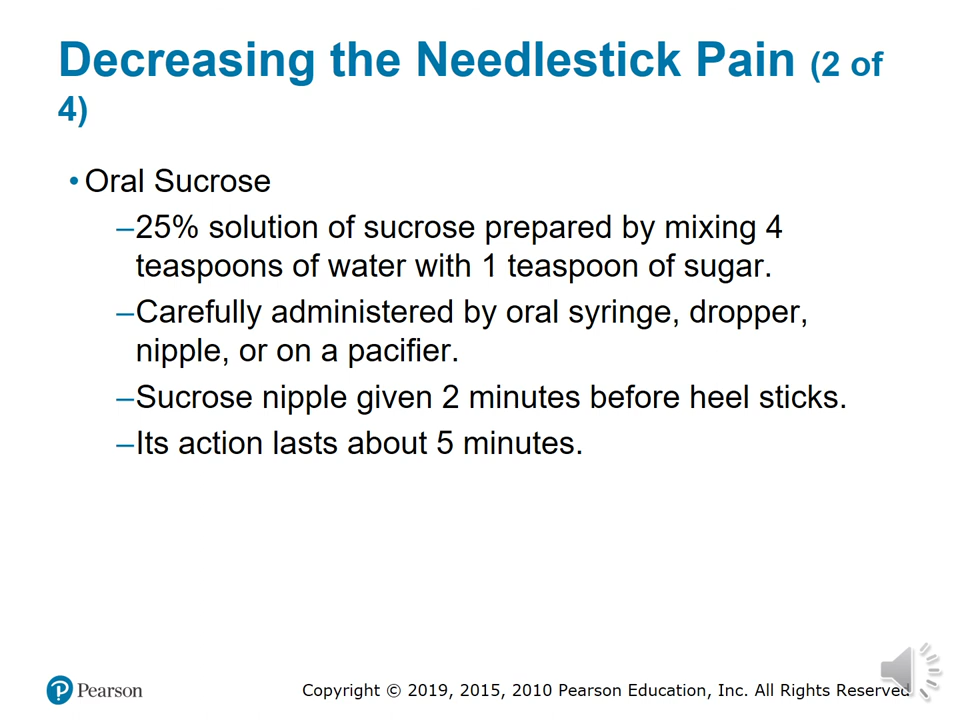 Decreasing the Needlestick Pain (2 of
4)
• Oral Sucrose
–25% solution of sucrose prepared by mixing 4
teaspoons of water with 1 teaspoon of sugar.
–Carefully administered by oral syringe, dropper,
nipple, or on a pacifier.
–Sucrose nipple given 2 minutes before heel sticks.
–Its action lasts about 5 minutes.
Pearson
Copyright © 2019, 2015, 2010 Pearson Education, Inc. All Rights Reserved